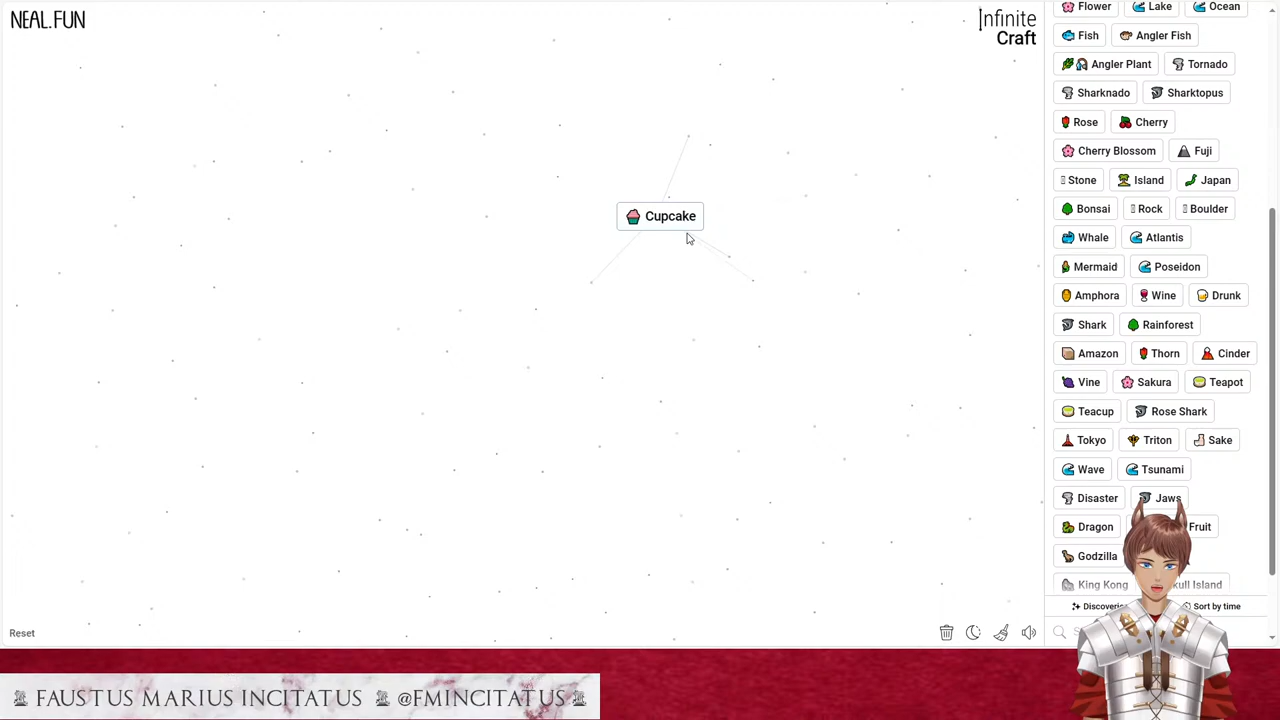 NEAL.FUN
Infinite
Craft
Cupcake
Flower Lake Ocean
Fish Angler Fish
Angler Plant Tornado
Sharknado Sharktopus
Rose Cherry
Cherry Blossom Fuji
Stone Island Japan
Bonsai Rock Boulder
Whale Atlantis
Mermaid Poseidon
Amphora Wine Drunk
Shark Rainforest
Amazon Thorn Cinder
Vine Sakura Teapot
Teacup Rose Shark
Tokyo Triton Sake
Wave Tsunami
Disaster Jaws
Dragon Fruit
Godzilla
King Kong
Sort by time
Reset
FAUSTUS MARIUS INCITATUS @FMINCITATUS